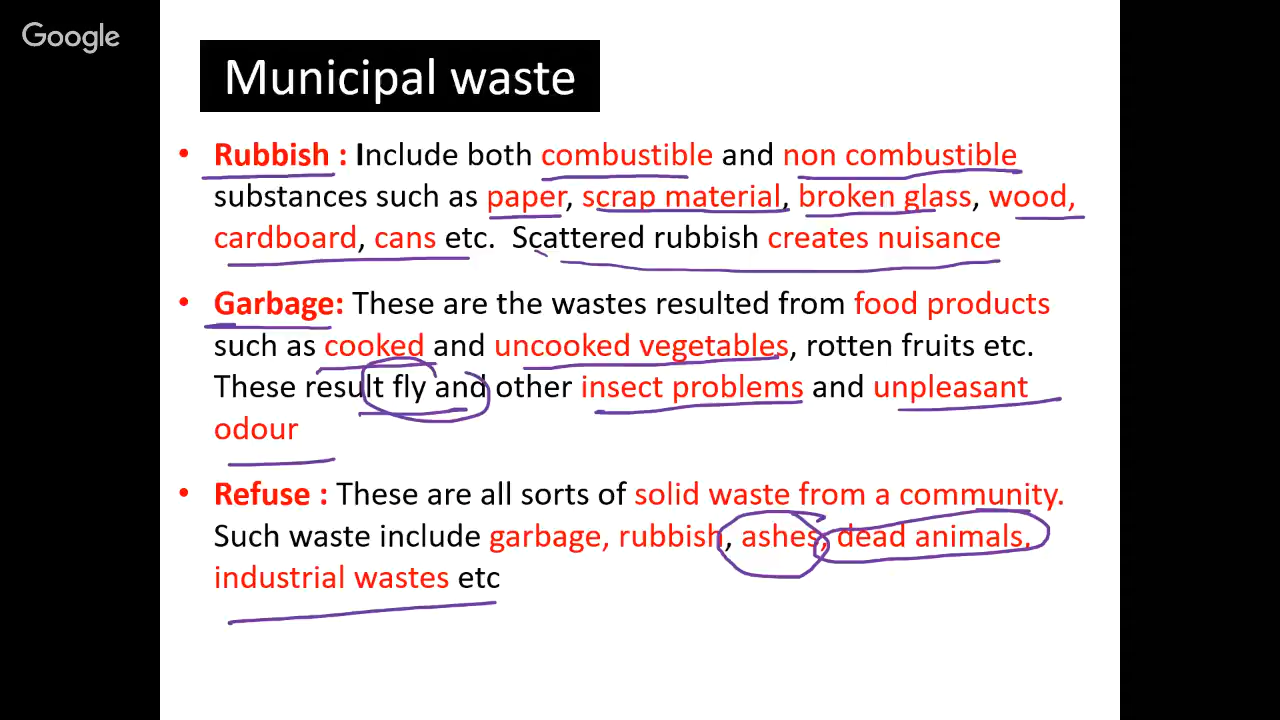 Google
Municipal waste
• Rubbish : Include both combustible and non combustible
substances such as paper, scrap material, broken glass, wood,
cardboard, cans etc. Scattered rubbish creates nuisance
• Garbage: These are the wastes resulted from food products
such as cooked and uncooked vegetables, rotten fruits etc.
These result fly and other insect problems and unpleasant
odour
• Refuse : These are all sorts of solid waste from a community.
Such waste include garbage, rubbish, ashes, dead animals,
industrial wastes etc